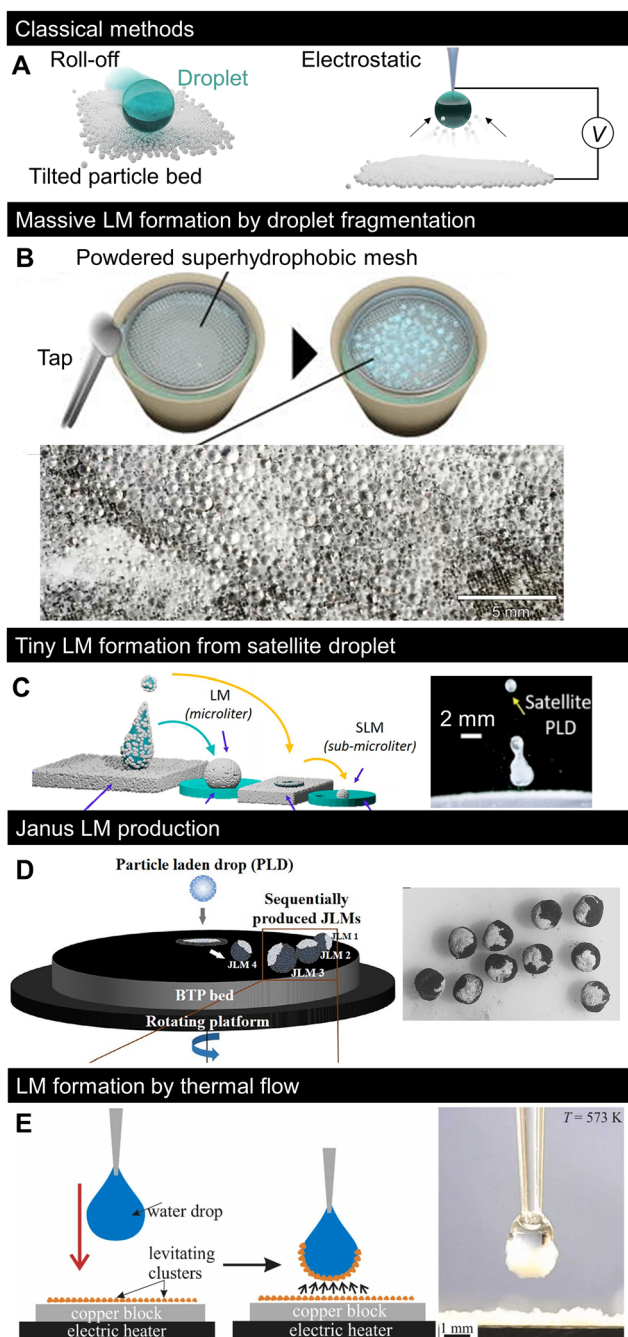 Classical methods
A
Roll-off
Droplet
Tilted particle bed
Electrostatic
V
Massive LM formation by droplet fragmentation
B
Powdered superhydrophobic mesh
Tap
5 mm
Tiny LM formation from satellite droplet
C
LM
(microliter)
SLM
(sub-microliter)
2 mm
Satellite
PLD
Janus LM production
D
Particle laden drop (PLD)
Sequentially
produced JLMs
JLM 1
JLM 2
JLM 3
JLM 4
BTP bed
Rotating platform
LM formation by thermal flow
E
water drop
levitating
clusters
copper block
electric heater
copper block
electric heater
T = 573 K
1 mm